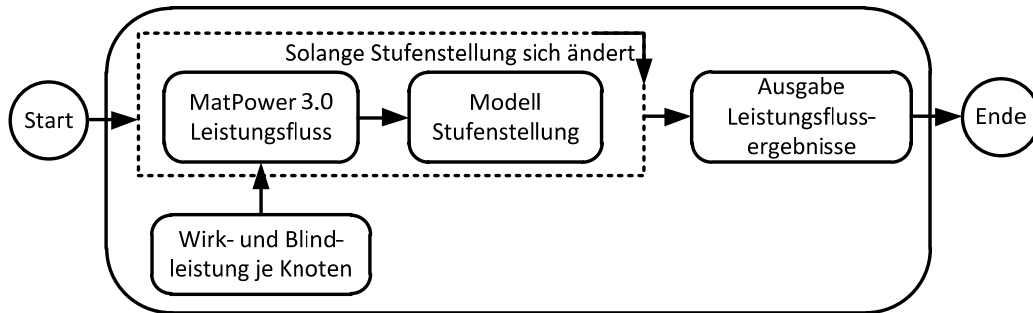 Solange Stufenstellung sich ändert
Start
MatPower 3.0
Leistungsfluss
Modell
Stufenstellung
Ausgabe
Leistungsfluss-
ergebnisse
Ende
Wirk- und Blind-
leistung je Knoten